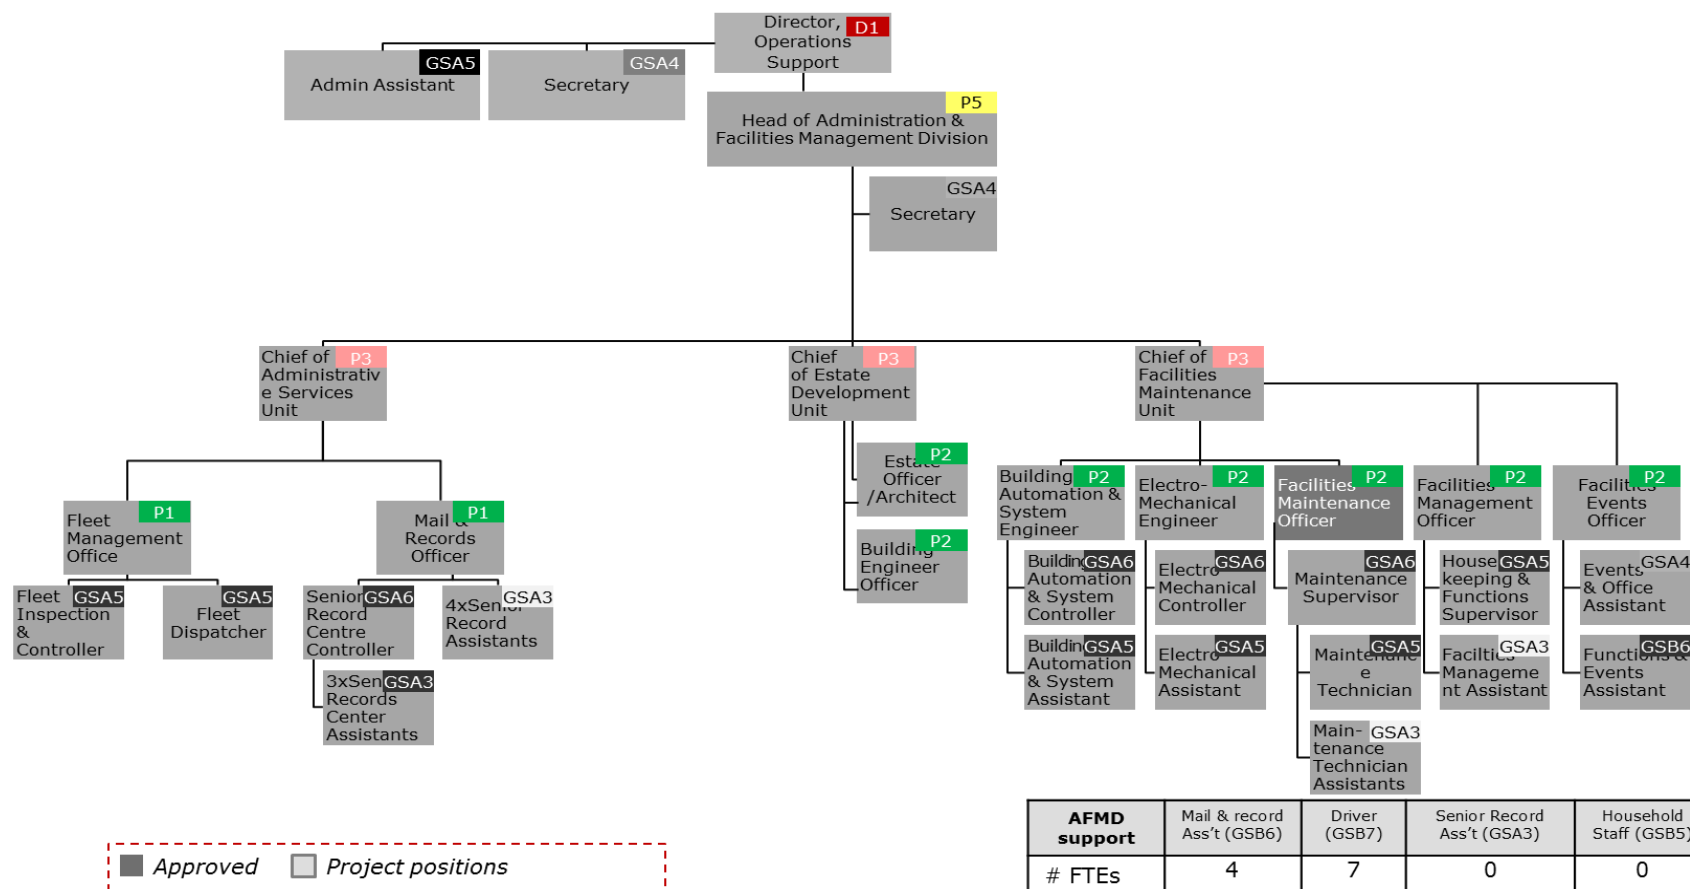 Director, D1
Operations
Support
GSA5
Admin Assistant
GSA4
Secretary
P5
Head of Administration &
Facilities Management Division
GSA4
Secretary
Chief of P3
Administrativ
e Services
Unit
Chief P3
of Estate
Development
Unit
Chief of P3
Facilities
Maintenance
Unit
P2
Estate
Officer
/Architect
P2
Building
Engineer
Officer
P1
Fleet
Management
Office
P1
Mail &
Records
Officer
Fleet GSA5
Inspection
&
Controller
GSA5
Fleet
Dispatcher
Senior GSA6
Record
Centre
Controller
GSA3
4xSenior
Record
Assistants
3xSen GSA3
Records
Center
Assistants
Building P2
Automation &
System
Engineer
P2
Electro-
Mechanical
Engineer
P2
Facilities
Maintenance
Officer
P2
Facilities
Management
Officer
P2
Facilities
Events
Officer
Building GSA6
Automation
& System
Controller
GSA6
Electro
Mechanical
Controller
GSA6
Maintenance
Supervisor
House GSA5
keeping &
Functions
Supervisor
GSA4
Events
& Office
Assistant
Building GSA5
Automation
& System
Assistant
GSA5
Electro
Mechanical
Assistant
GSA5
Maintenanc
e
Technician
GSA3
Facilties
Manageme
nt Assistant
GSB6
Functions &
Events
Assistant
Main- GSA3
tenance
Technician
Assistants
AFMD support
Mail & record Ass't (GSB6)
Driver (GSB7)
Senior Record Ass't (GSA3)
Household Staff (GSB5)
# FTEs 4 7 0 0
Approved Project positions